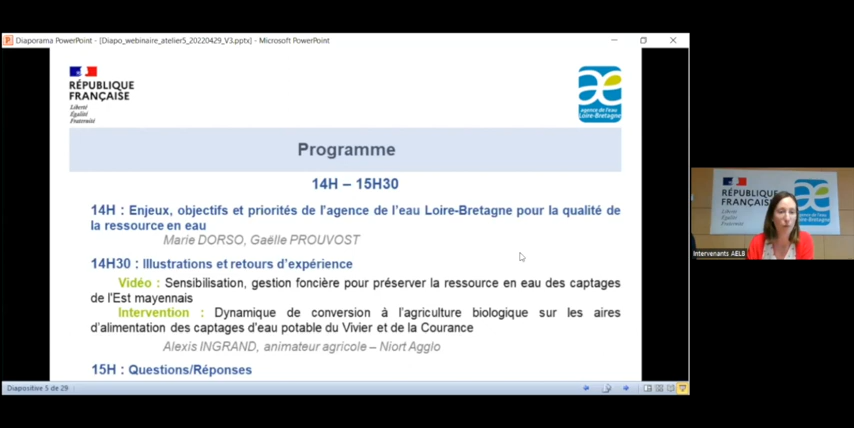 Diaporama PowerPoint - [Diapo_webinaire_atelier5_20220429_V3.pptx] - Microsoft PowerPoint
RÉPUBLIQUE
FRANÇAISE
Liberté
Égalité
Fraternité
agence de l'eau
Loire-Bretagne
Programme
14H – 15H30
14H : Enjeux, objectifs et priorités de l'agence de l'eau Loire-Bretagne pour la qualité de
la ressource en eau
Marie DORSO, Gaëlle PROUVOST
14H30 : Illustrations et retours d'expérience
Vidéo : Sensibilisation, gestion foncière pour préserver la ressource en eau des captages
de l'Est mayennais
Intervention : Dynamique de conversion à l'agriculture biologique sur les aires
d'alimentation des captages d'eau potable du Vivier et de la Courance
Alexis INGRAND, animateur agricole – Niort Agglo
15H : Questions/Réponses
Diapositive 5 de 29
RÉPUBLIQUE
FRANÇAISE
Intervenants AELB